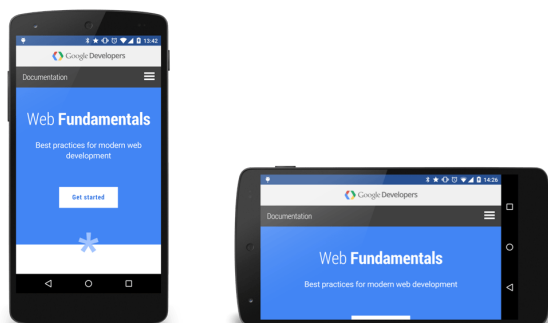 13:42
Google Developers
Documentation
Web Fundamentals
Best practices for modern web
development
Get started
*
14:26
Google Developers
Documentation
Web Fundamentals
Best practices for modern web development